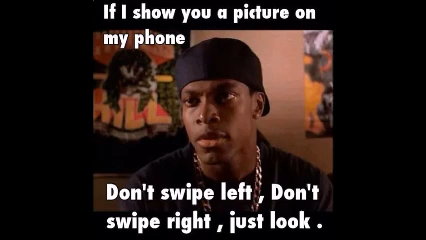 If I show you a picture on
my phone
Don't swipe left , Don't
swipe right , just look .